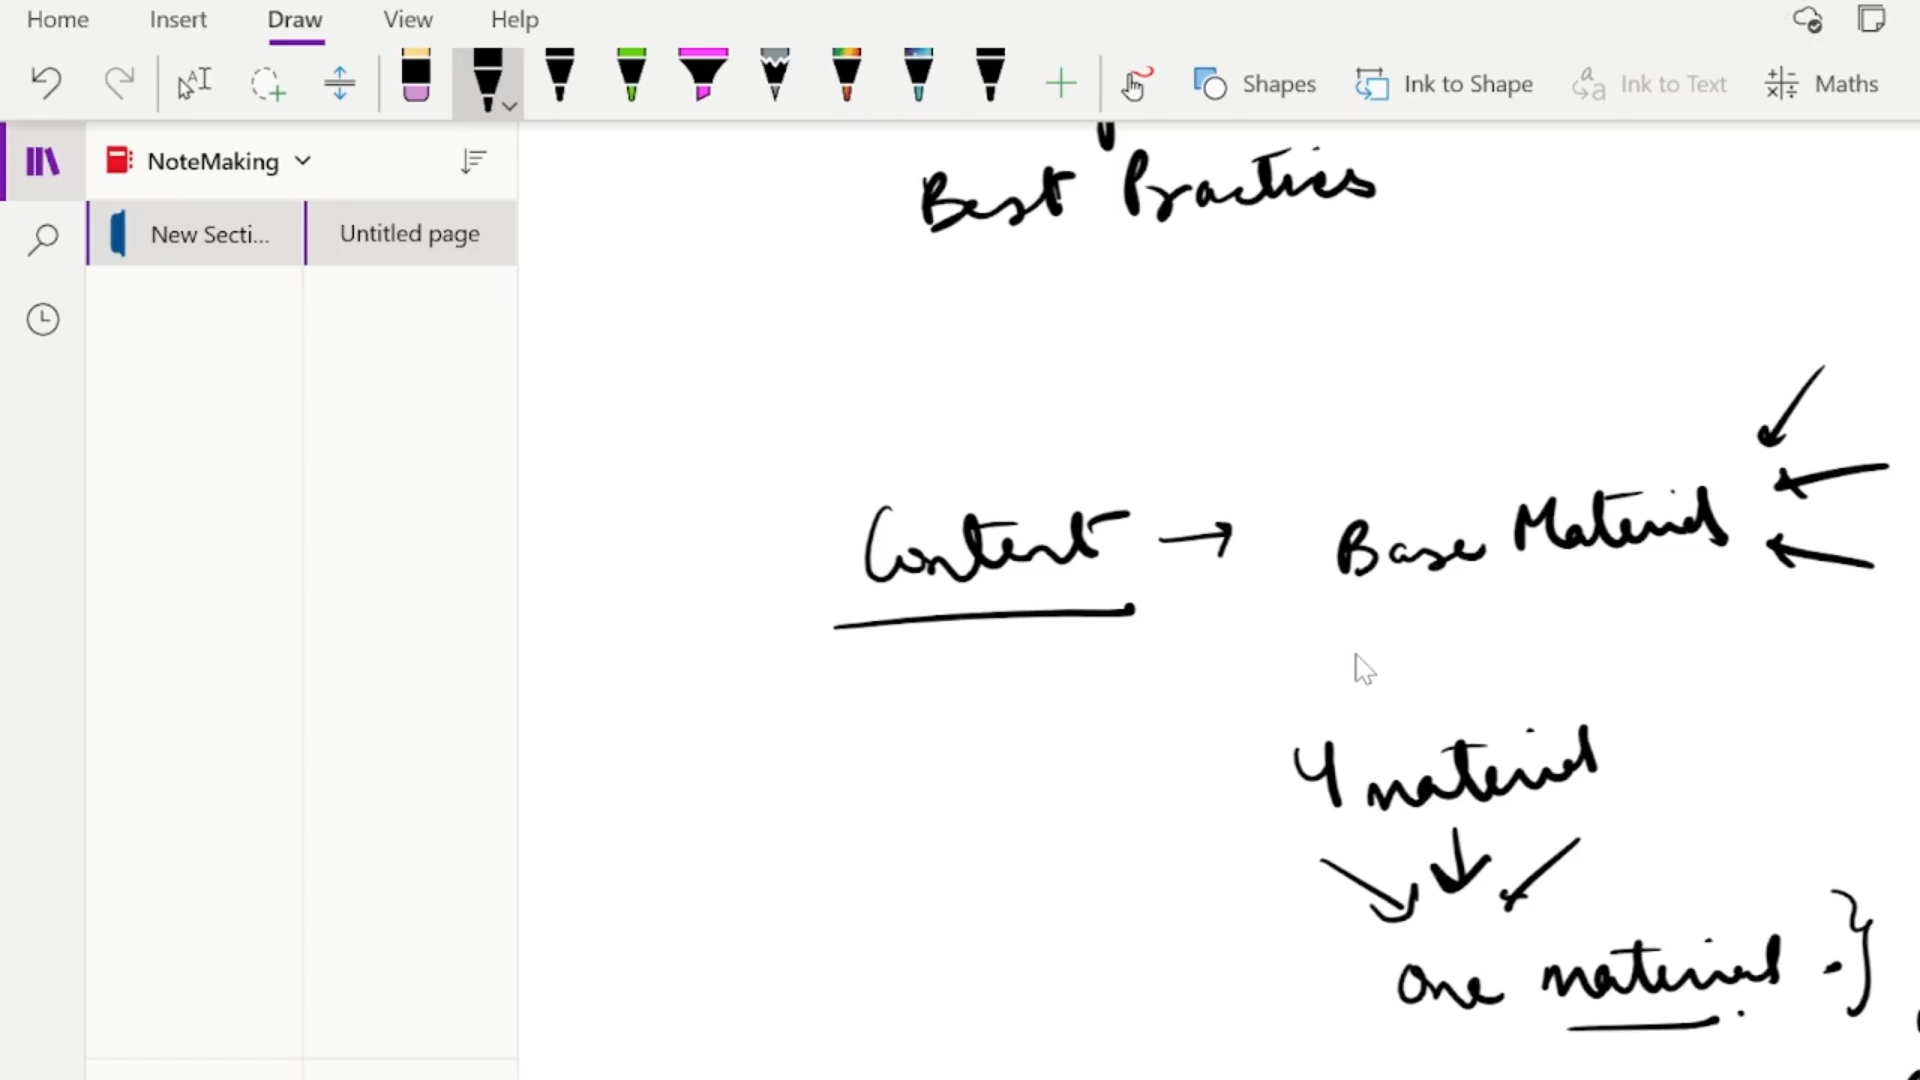 Home Insert Draw View Help
Shapes Ink to Shape Ink to Text Maths
NoteMaking
New Secti... Untitled page
Best Practices
Content → Base Material
4 material
one material .}